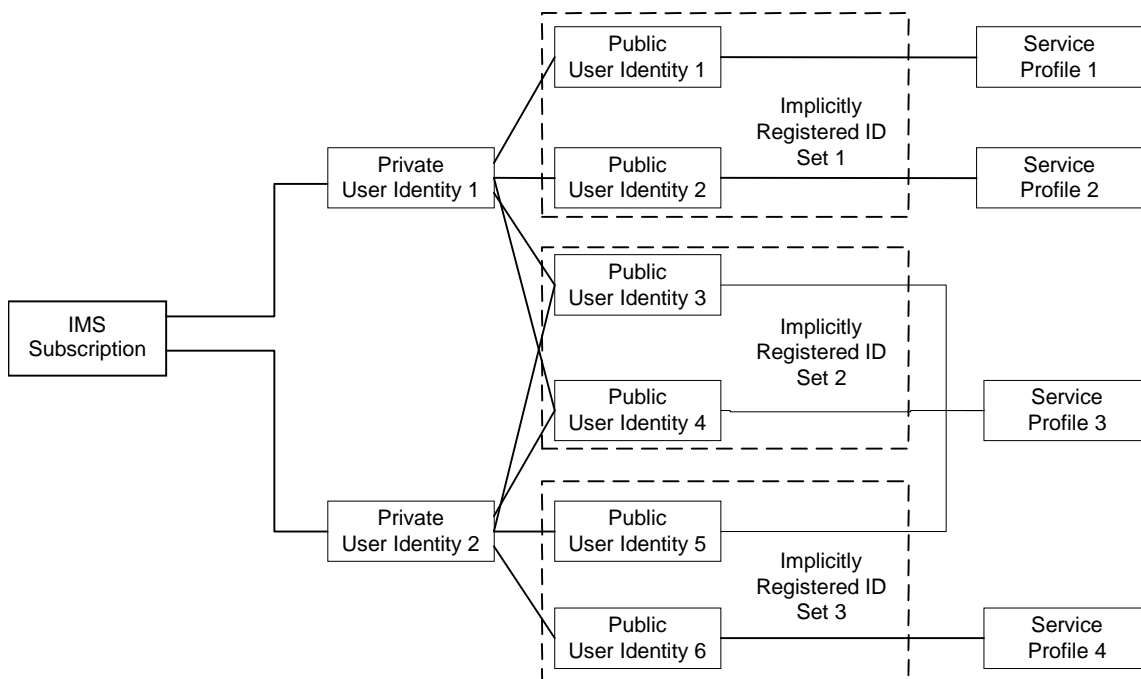 Public
User Identity 1
Service
Profile 1
Implicitly
Registered ID
Set 1
Private
User Identity 1
Public
User Identity 2
Service
Profile 2
Public
User Identity 3
IMS
Subscription
Implicitly
Registered ID
Set 2
Public
User Identity 4
Service
Profile 3
Private
User Identity 2
Public
User Identity 5
Implicitly
Registered ID
Set 3
Public
User Identity 6
Service
Profile 4